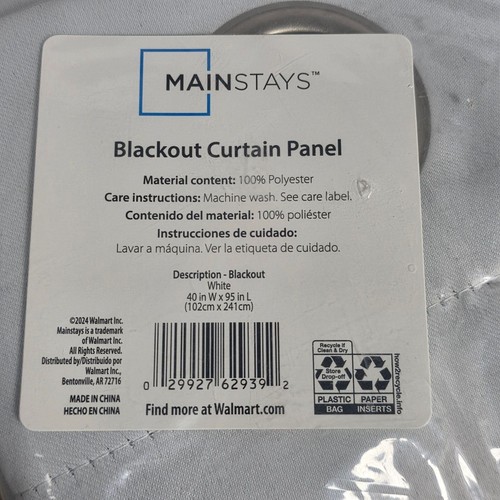 MAINSTAYS™
Blackout Curtain Panel
Material content: 100% Polyester
Care instructions: Machine wash. See care label.
Contenido del material: 100% poliéster
Instrucciones de cuidado:
Lavar a máquina. Ver la etiqueta de cuidado.
Description - Blackout
White
40 in W x 95 in L
(102cm x 241cm)
©2024 Walmart Inc.
Mainstays is a trademark
of Walmart Inc.
All Rights Reserved.
Distributed by/Distribuido por
Walmart Inc.,
Bentonville, AR 72716
MADE IN CHINA
HECHO EN CHINA
0 29927 62939 2
Find more at Walmart.com
Recycle if
Clean & Dry
Store
Drop-off
PLASTIC
BAG
PAPER
INSERTS
how2recycle.info